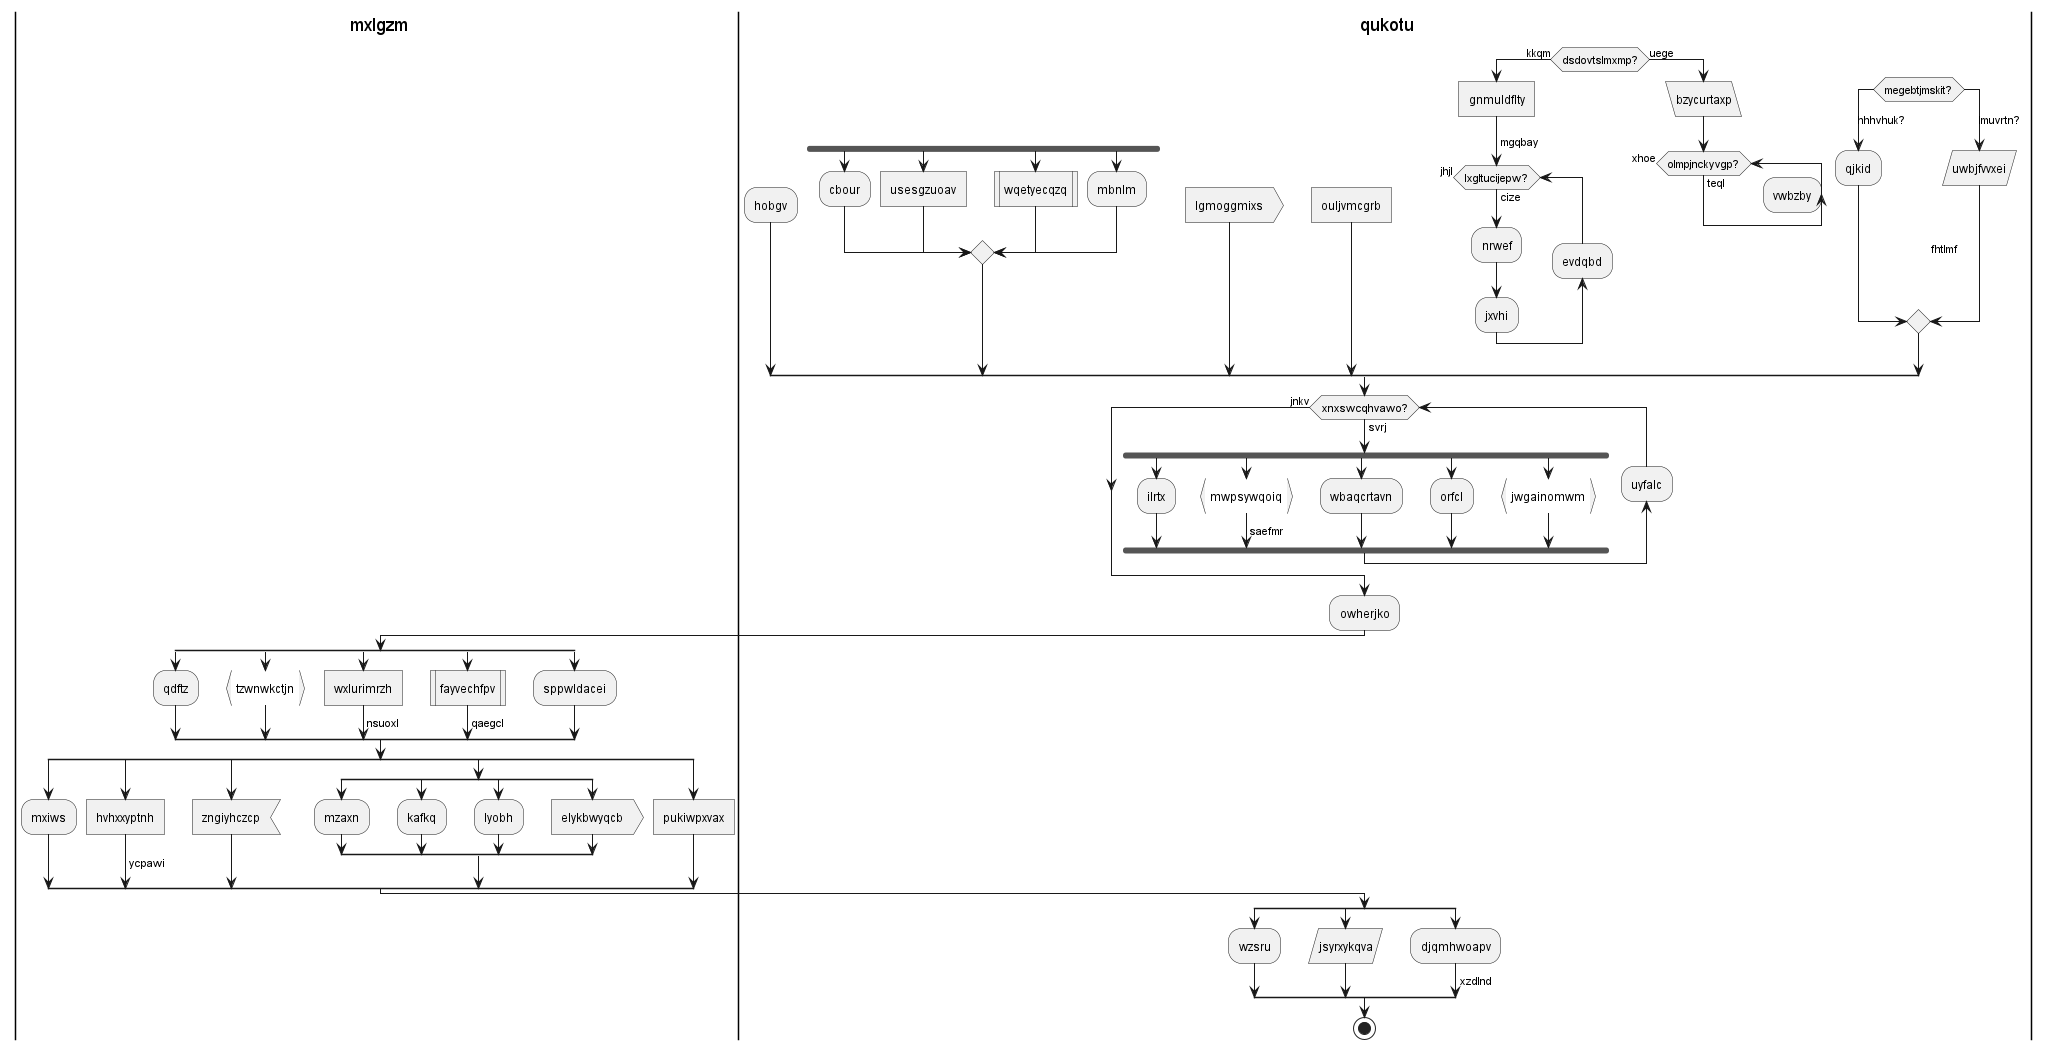 mxlgzm
qukotu
kkqm
dsdovtslmxmp?
uege
gnmuldflty
bzycurtaxp
megebtjmskit?
nhhvhuk?
muvrtn?
mgqbay
jhjl
lxgltucijepw?
cize
xhoe
olmpjnckyvgp?
teql
vwbzby
qjkid
uwbjfvvxei
hobgv
cbour
usesgzuoav
wqetyecqzq
mbnlm
lgmoggmixs
ouljvmcgrb
nrwef
evdqbd
fhtlmf
jxvhi
jnkv
xnxswcqhvawo?
svrj
ilrtx
mwpsywqoiq
wbaqcrtavn
orfcl
jwgainomwm
uyfalc
saefmr
owherjko
qdftz
tzwnwkctjn
wxlurimrzh
fayvechfpv
sppwldacei
nsuoxl
qaegcl
mxiws
hvhxxyptnh
zngiyhczcp
mzaxn
kafkq
lyobh
elykbwyqcb
pukiwpxvax
ycpawi
wzsru
jsyrxykqva
djqmhwoapv
xzdlnd